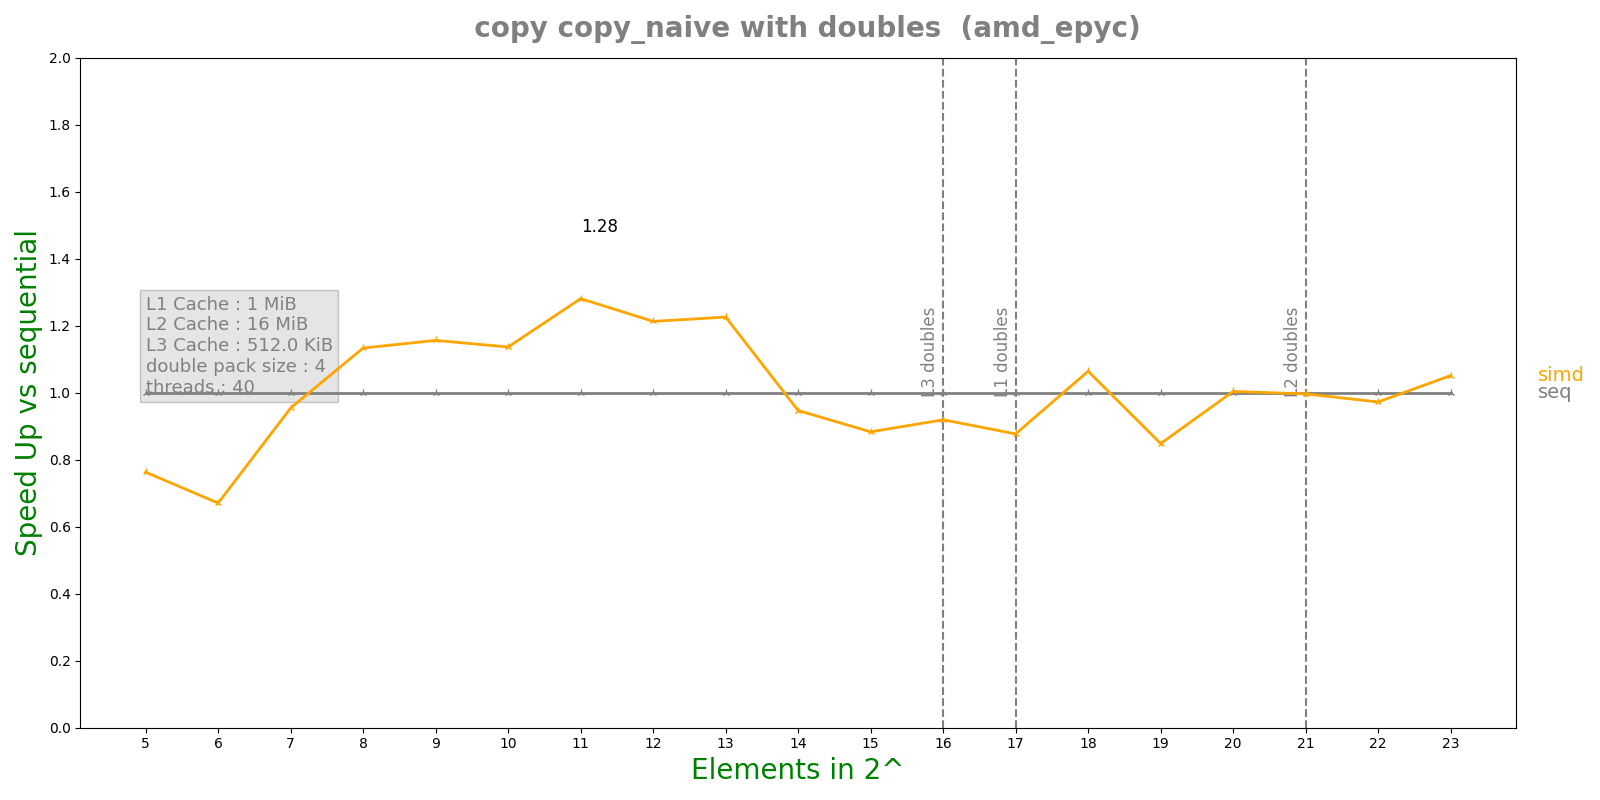 copy copy_naive with doubles  (amd_epyc)
Speed Up vs sequential
2.0
1.8
1.6
1.4
1.2
1.0
0.8
0.6
0.4
0.2
0.0
1.28
L1 Cache : 1 MiB
L2 Cache : 16 MiB
L3 Cache : 512.0 KiB
double pack size : 4
threads : 40
L3 doubles
L1 doubles
L2 doubles
simd
seq
5 6 7 8 9 10 11 12 13 14 15 16 17 18 19 20 21 22 23
Elements in 2^